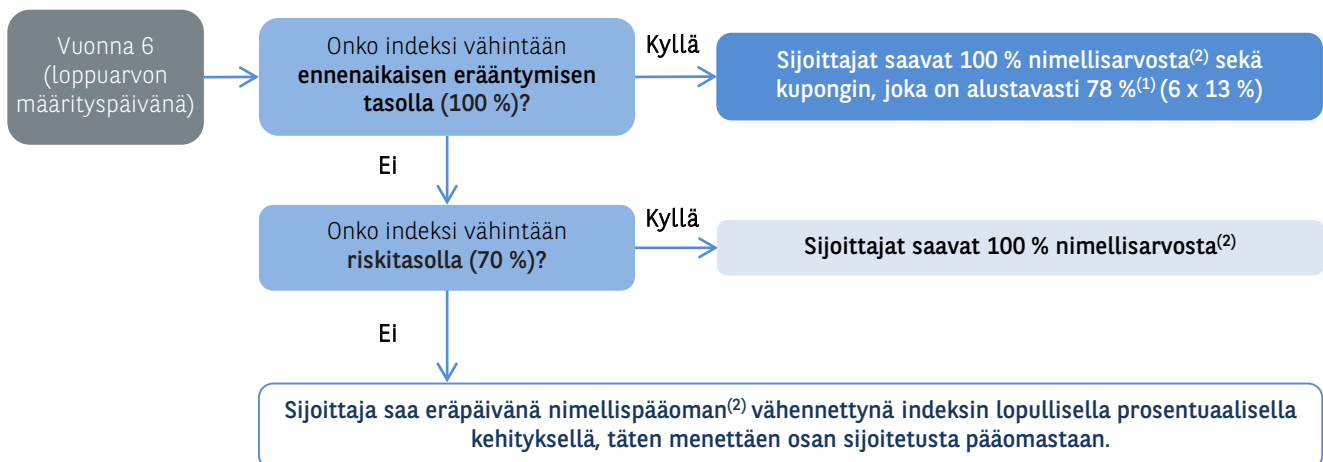 Vuonna 6
(loppuarvon
määrityspäivänä)
Onko indeksi vähintään
ennenaikaisen erääntymisen
tasolla (100 %)?
Kyllä
Sijoittajat saavat 100 % nimellisarvosta(2) sekä
kupongin, joka on alustavasti 78 %(1) (6 x 13 %)
Ei
Onko indeksi vähintään
riskitasolla (70 %)?
Kyllä
Sijoittajat saavat 100 % nimellisarvosta(2)
Ei
Sijoittaja saa eräpäivänä nimellispääoman(2) vähennettynä indeksin lopullisella prosentuaalisella
kehityksellä, täten menettäen osan sijoitetusta pääomastaan.